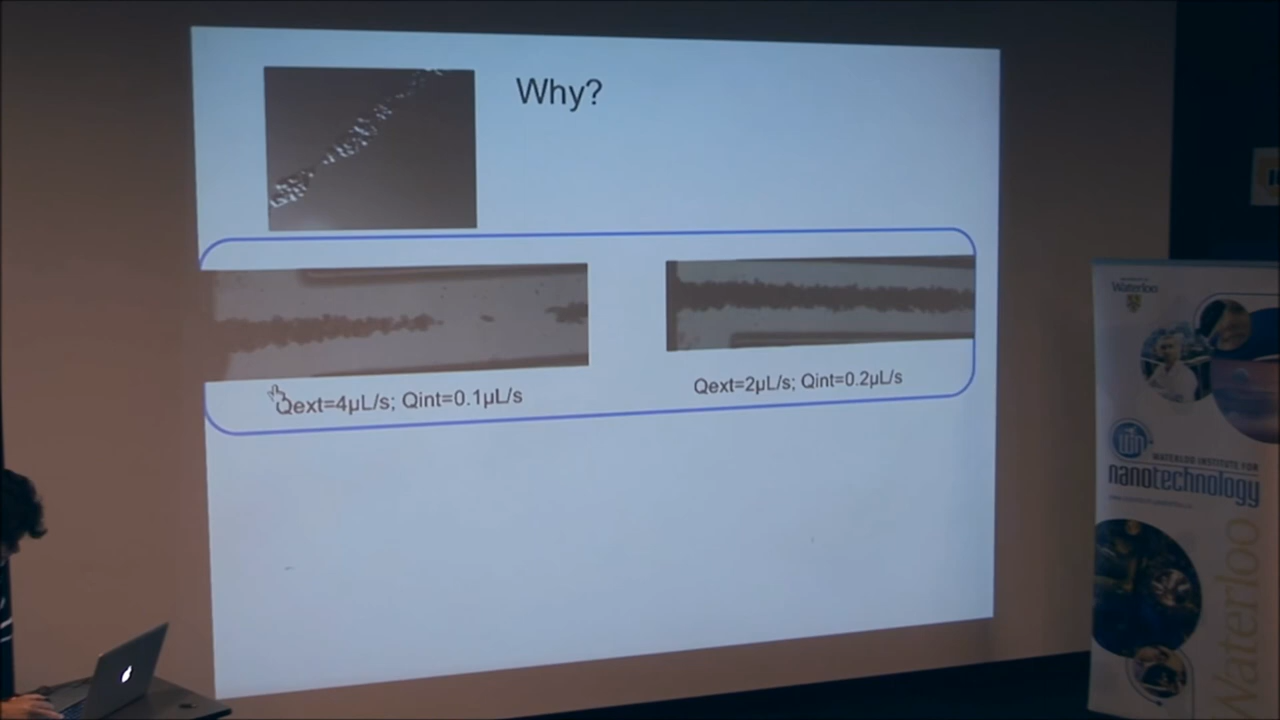 Why?
Qext=4µL/s; Qint=0.1µL/s
Qext=2µL/s; Qint=0.2µL/s
Waterloo
WATERLOO INSTITUTE FOR
nanotechnology
Waterloo